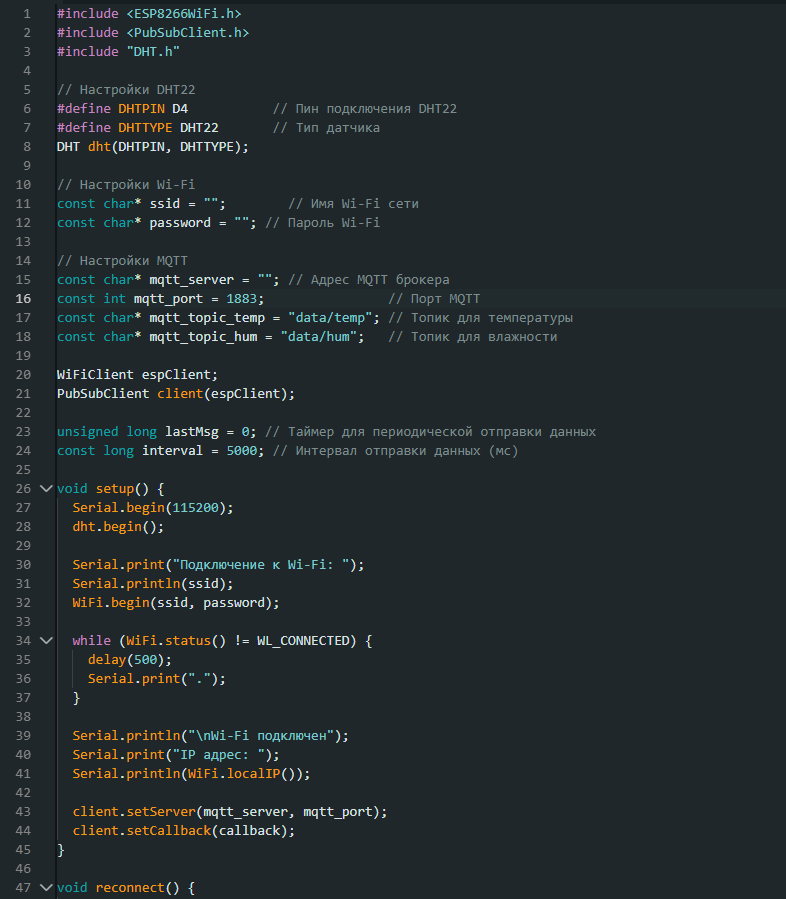 1 #include <ESP8266WiFi.h>
2 #include <PubSubClient.h>
3 #include "DHT.h"
4
5 // Настройки DHT22
6 #define DHTPIN D4           // Пин подключения DHT22
7 #define DHTTYPE DHT22       // Тип датчика
8 DHT dht(DHTPIN, DHTTYPE);
9
10 // Настройки Wi-Fi
11 const char* ssid = "";        // Имя Wi-Fi сети
12 const char* password = ""; // Пароль Wi-Fi
13
14 // Настройки MQTT
15 const char* mqtt_server = ""; // Адрес MQTT брокера
16 const int mqtt_port = 1883;                // Порт MQTT
17 const char* mqtt_topic_temp = "data/temp"; // Топик для температуры
18 const char* mqtt_topic_hum = "data/hum";   // Топик для влажности
19
20 WiFiClient espClient;
21 PubSubClient client(espClient);
22
23 unsigned long lastMsg = 0; // Таймер для периодической отправки данных
24 const long interval = 5000; // Интервал отправки данных (мс)
25
26 void setup() {
27   Serial.begin(115200);
28   dht.begin();
29
30   Serial.print("Подключение к Wi-Fi: ");
31   Serial.println(ssid);
32   WiFi.begin(ssid, password);
33
34   while (WiFi.status() != WL_CONNECTED) {
35     delay(500);
36     Serial.print(".");
37   }
38
39   Serial.println("\nWi-Fi подключен");
40   Serial.print("IP адрес: ");
41   Serial.println(WiFi.localIP());
42
43   client.setServer(mqtt_server, mqtt_port);
44   client.setCallback(callback);
45 }
46
47 void reconnect() {